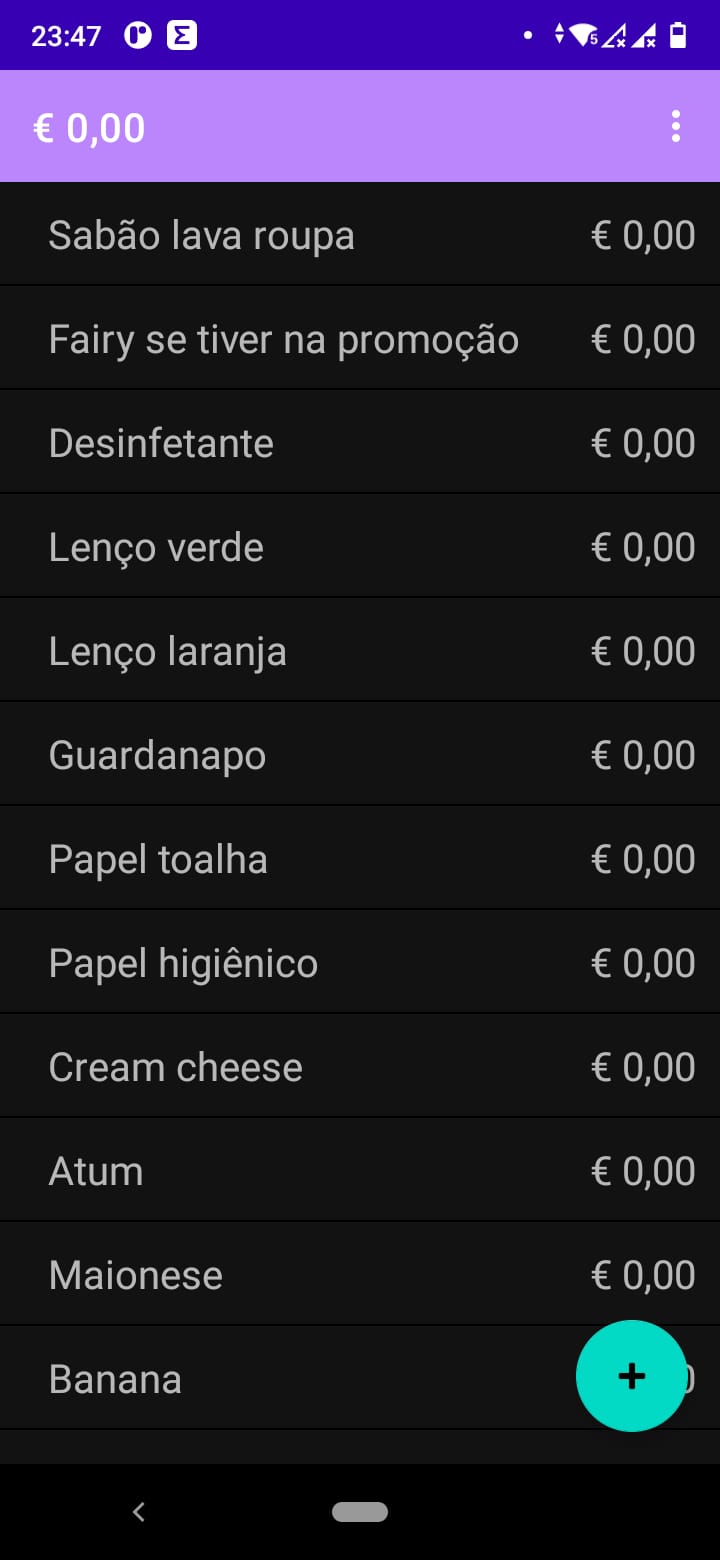 23:47
5
€ 0,00
Sabão lava roupa € 0,00
Fairy se tiver na promoção € 0,00
Desinfetante € 0,00
Lenço verde € 0,00
Lenço laranja € 0,00
Guardanapo € 0,00
Papel toalha € 0,00
Papel higiênico € 0,00
Cream cheese € 0,00
Atum € 0,00
Maionese € 0,00
Banana
+